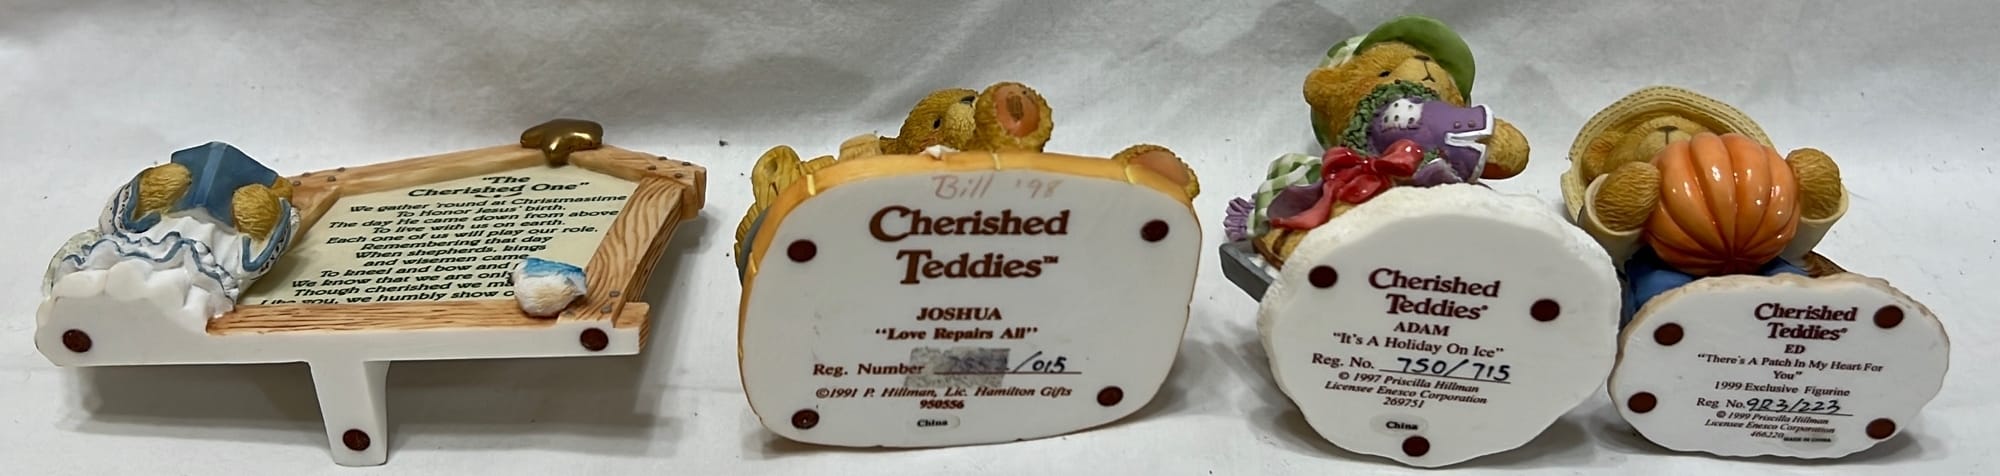 "The
Cherished One"
We gather 'round at Christmastime
To Honor Jesus' birth.
The day He came down from above
To live with us on earth.
Each one of us will play our role,
Remembering that day
When shepherds, kings
and wisemen came
To kneel and bow and
We know that we are only
Though cherished we
Like you, we humbly show
Bill '98
Cherished
Teddies™
JOSHUA
"Love Repairs All"
Reg. Number /015
©1991 P. Hillman, Lic. Hamilton Gifts
950556
China
Cherished
Teddies®
ADAM
"It's A Holiday On Ice"
Reg. No. 750/715
© 1997 Priscilla Hillman
Licensee Enesco Corporation
269751
China
Cherished
Teddies®
ED
"There's A Patch In My Heart For
You"
1999 Exclusive Figurine
Reg No. 9R3/223
© 1999 Priscilla Hillman
Licensee Enesco Corporation
466220 MADE IN CHINA